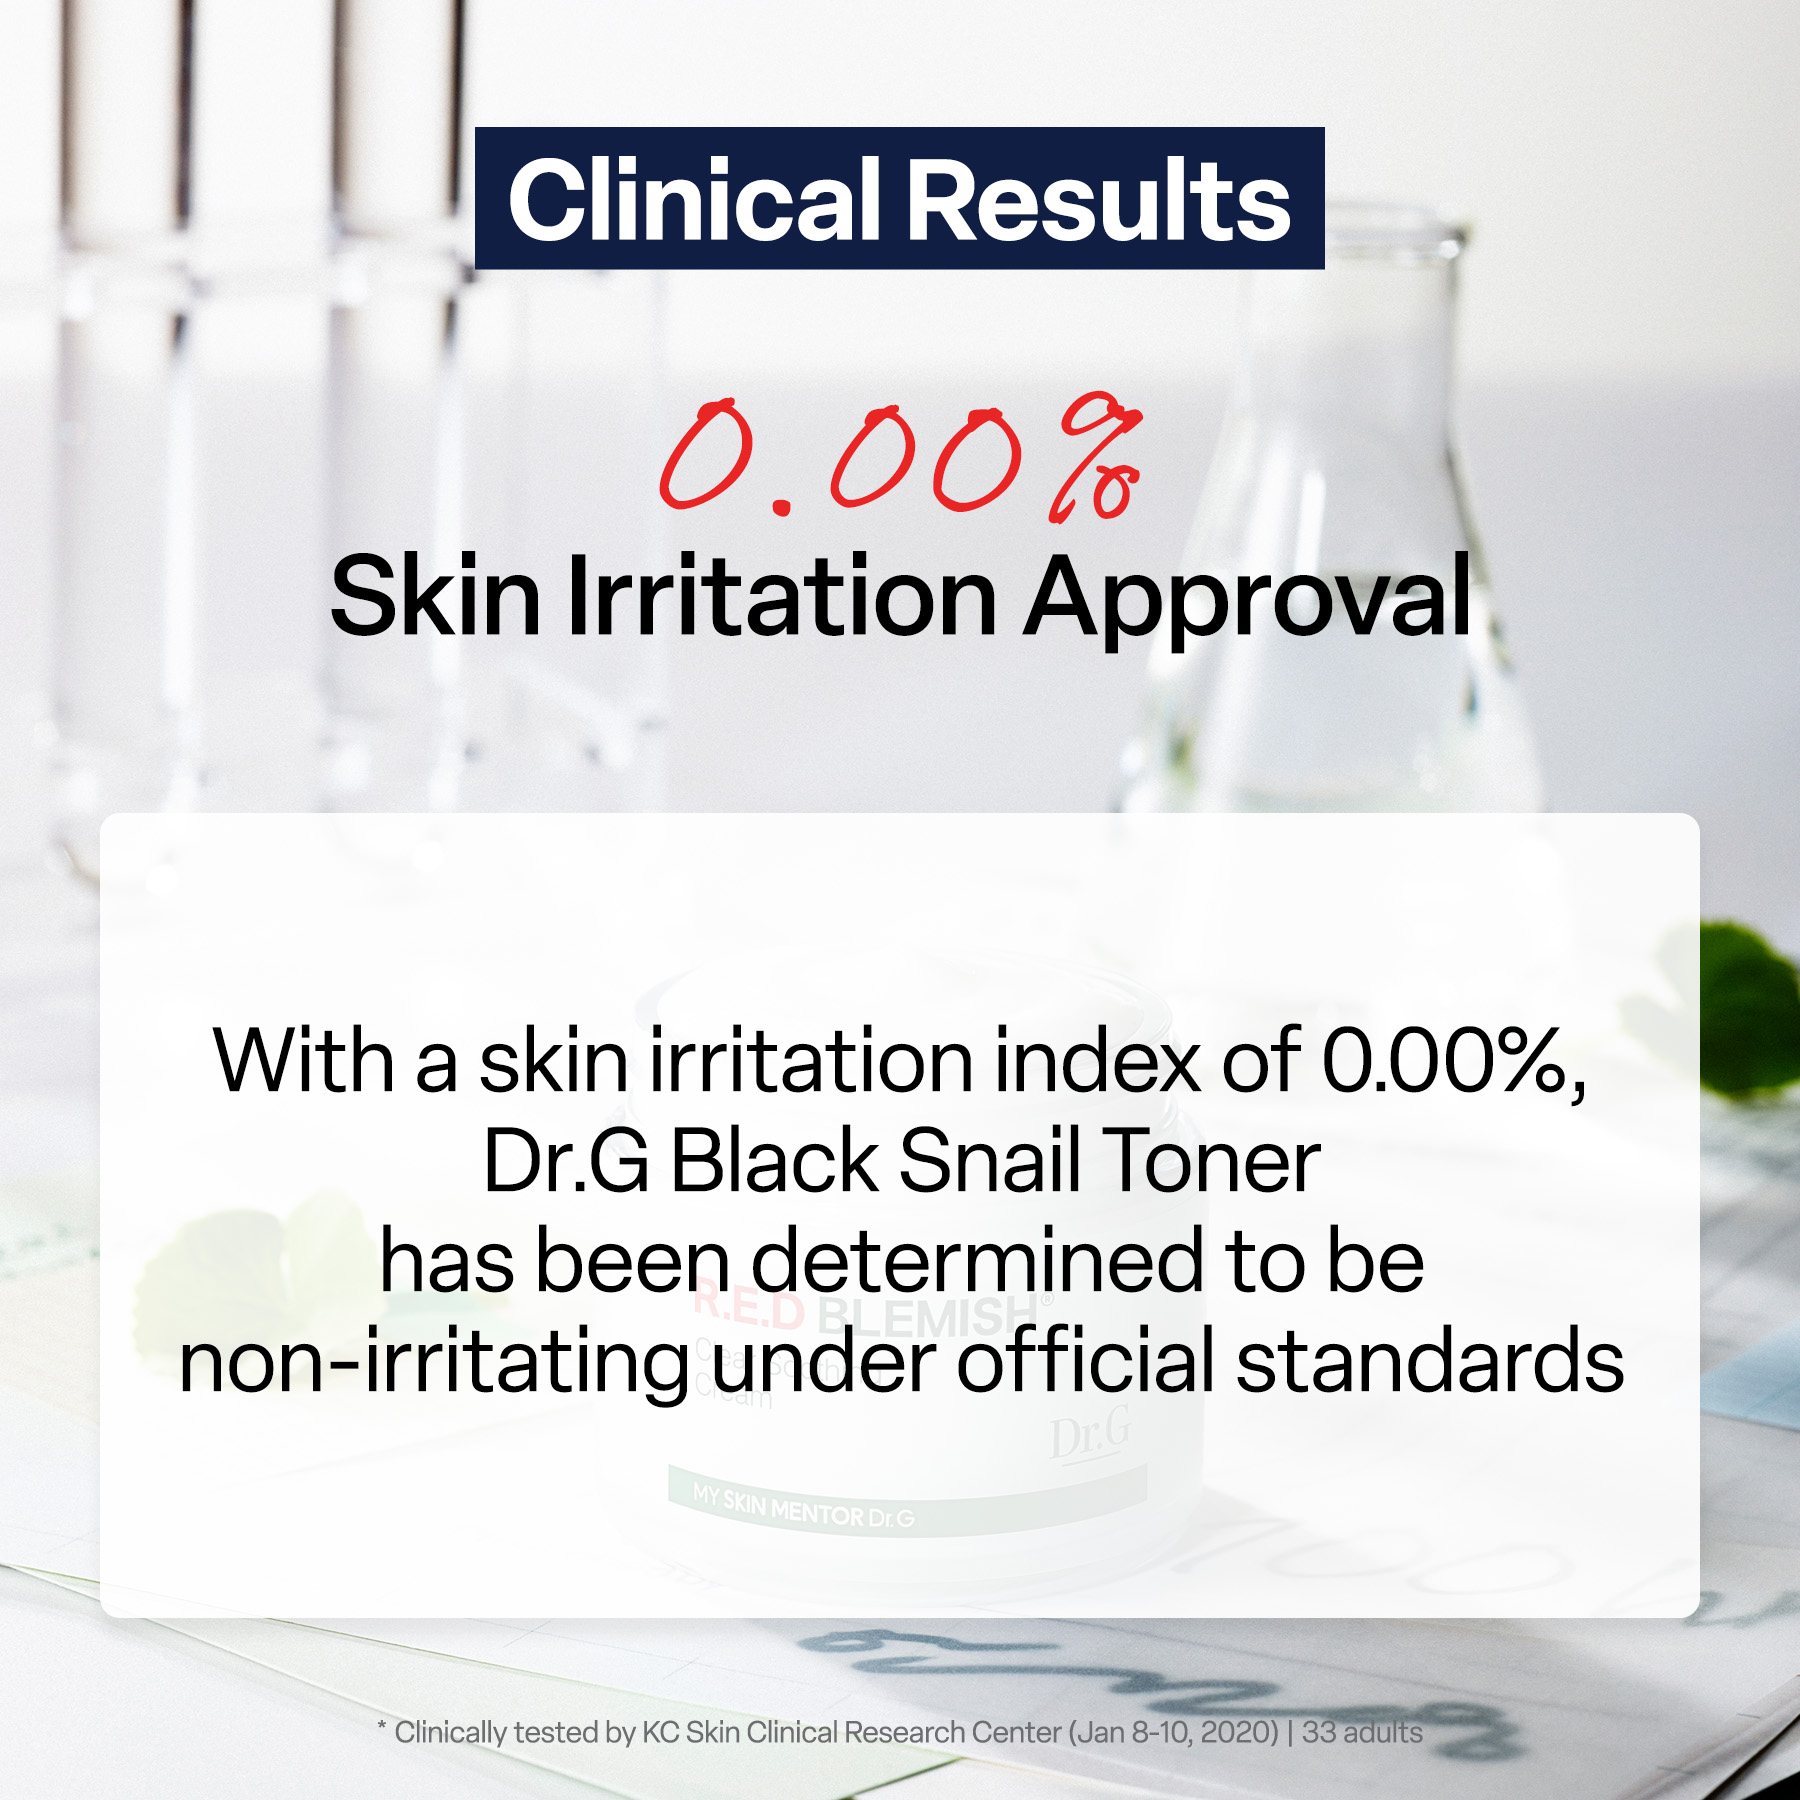 Clinical Results
0.00%
Skin Irritation Approval
With a skin irritation index of 0.00%,
Dr.G Black Snail Toner
has been determined to be
non-irritating under official standards
R.E.D BLEMISH®
Cream
Dr.G
MY SKIN MENTOR Dr.G
* Clinically tested by KC Skin Clinical Research Center (Jan 8-10, 2020) | 33 adults